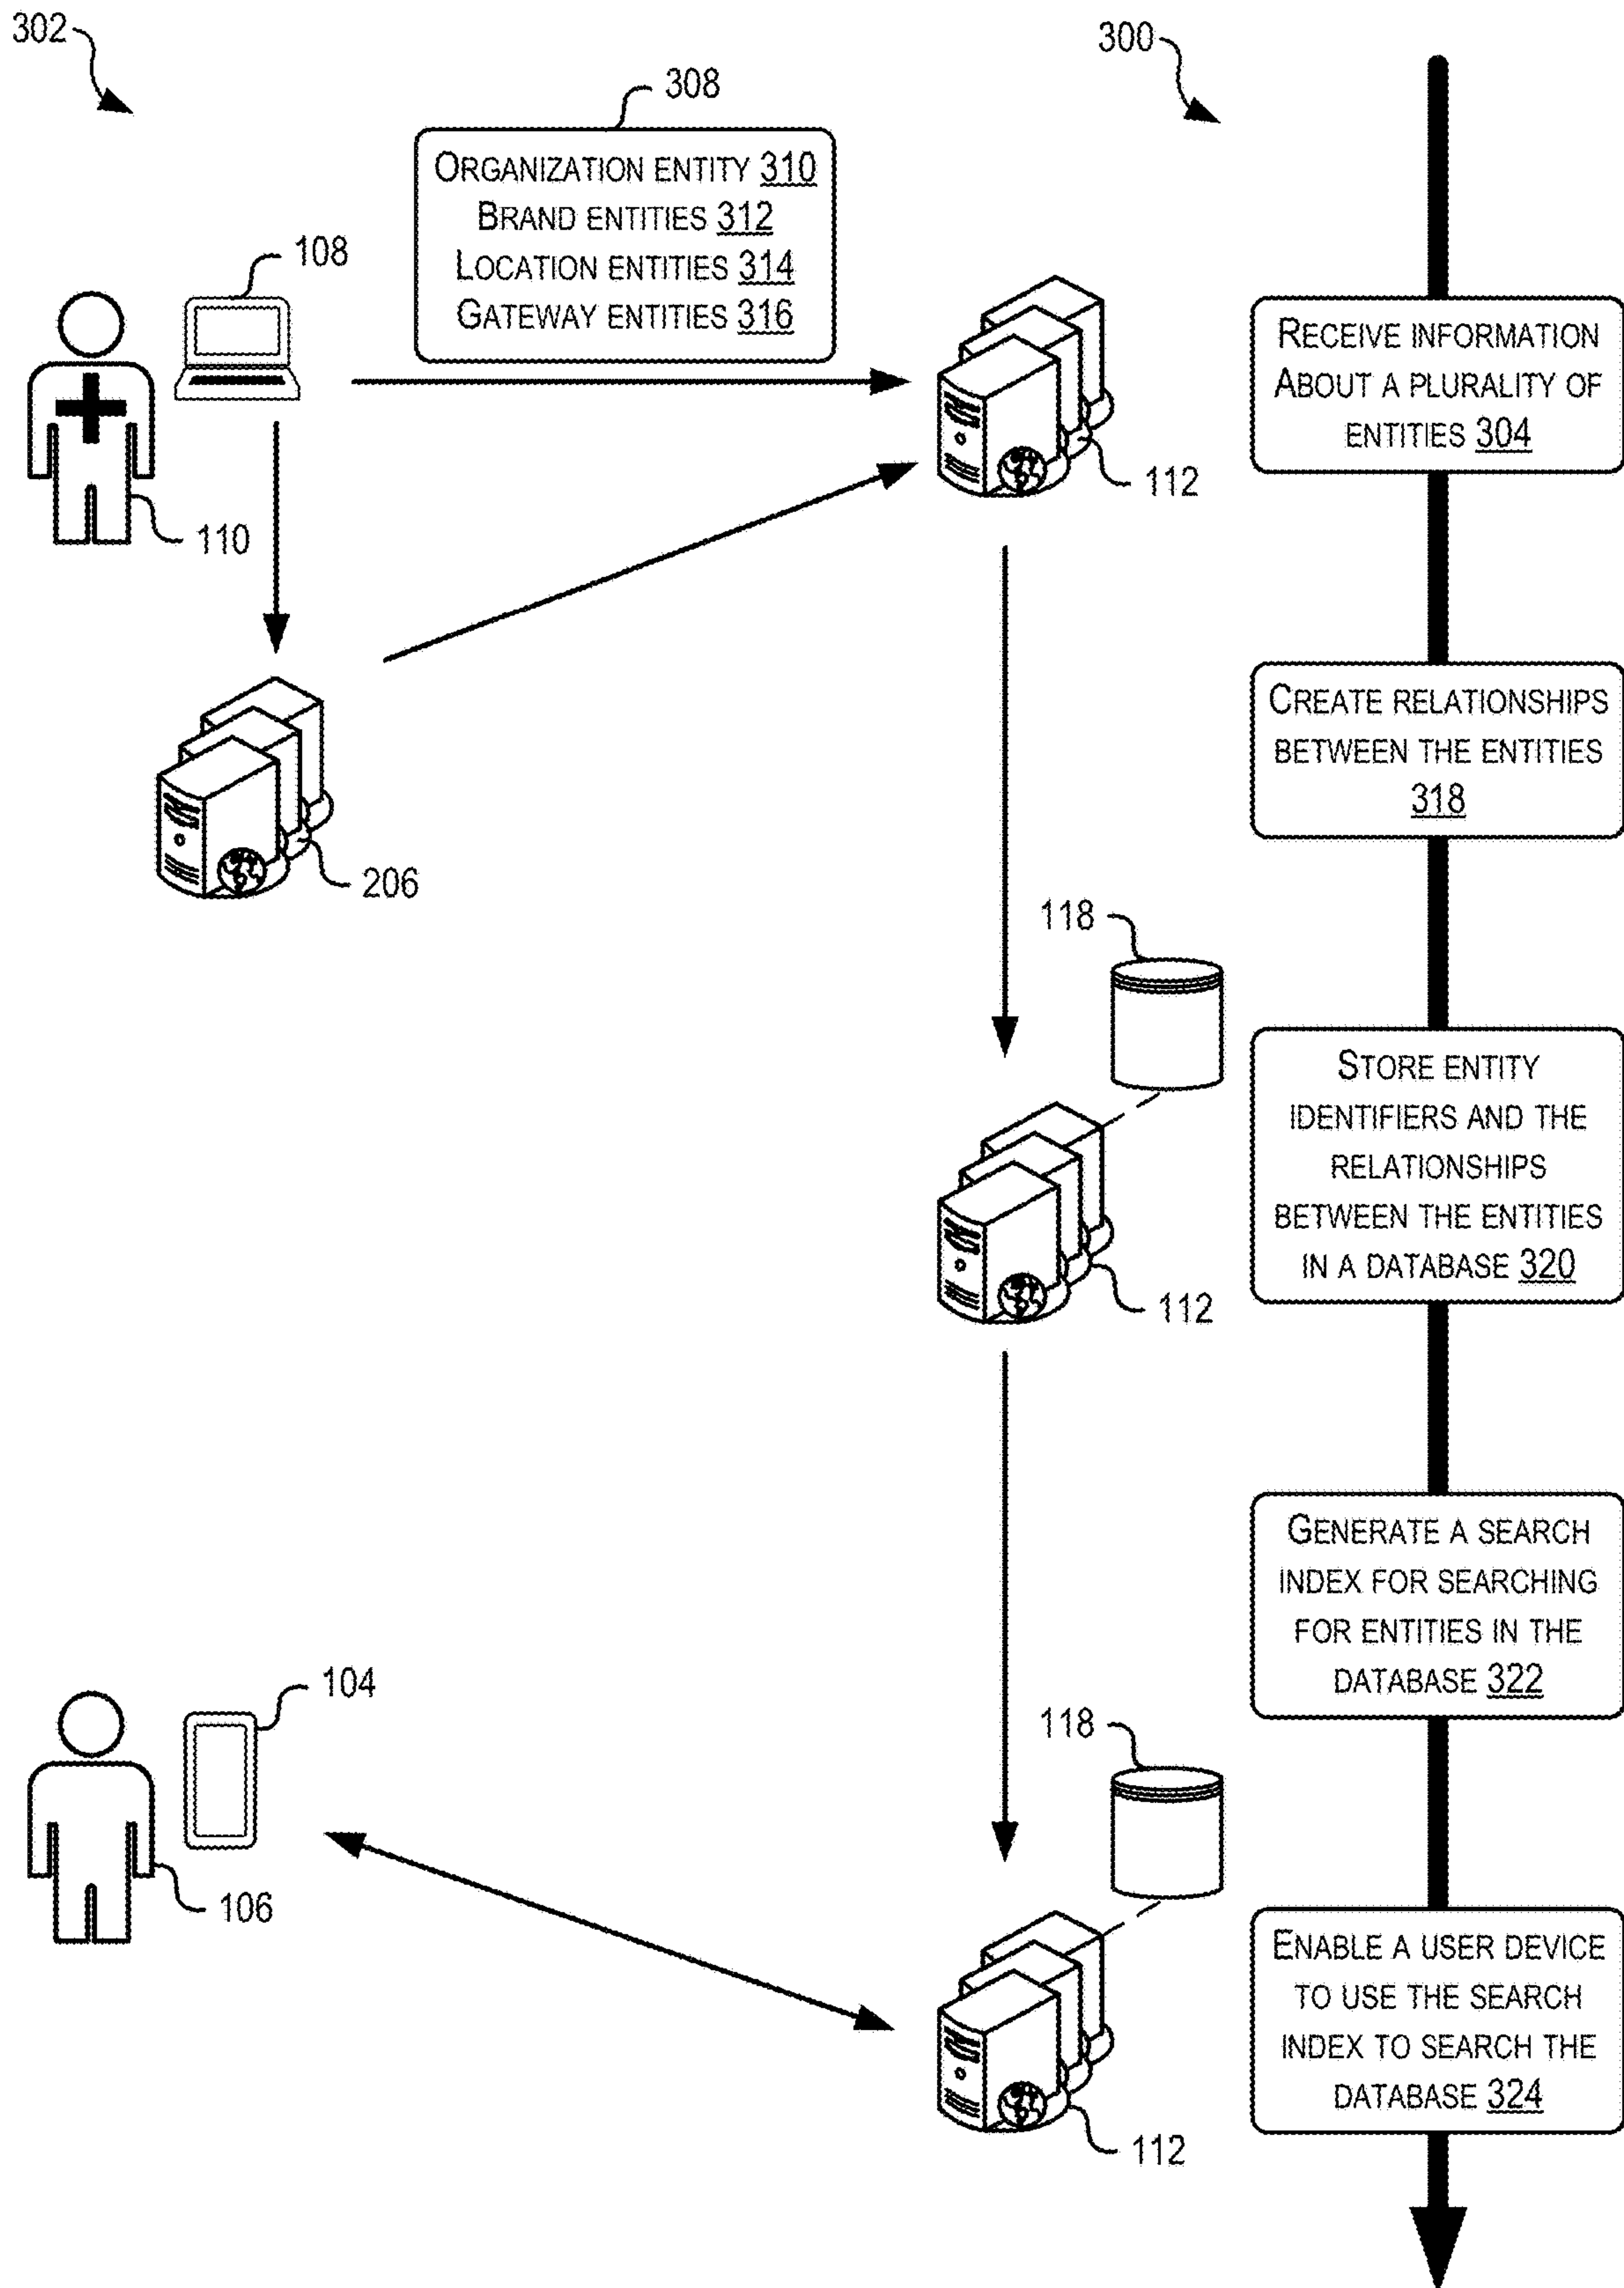 302
300
308
ORGANIZATION ENTITY 310
BRAND ENTITIES 312
LOCATION ENTITIES 314
GATEWAY ENTITIES 316
108
110
112
RECEIVE INFORMATION
ABOUT A PLURALITY OF
ENTITIES 304
206
CREATE RELATIONSHIPS
BETWEEN THE ENTITIES
318
118
112
STORE ENTITY
IDENTIFIERS AND THE
RELATIONSHIPS
BETWEEN THE ENTITIES
IN A DATABASE 320
GENERATE A SEARCH
INDEX FOR SEARCHING
FOR ENTITIES IN THE
DATABASE 322
104
106
118
112
ENABLE A USER DEVICE
TO USE THE SEARCH
INDEX TO SEARCH THE
DATABASE 324